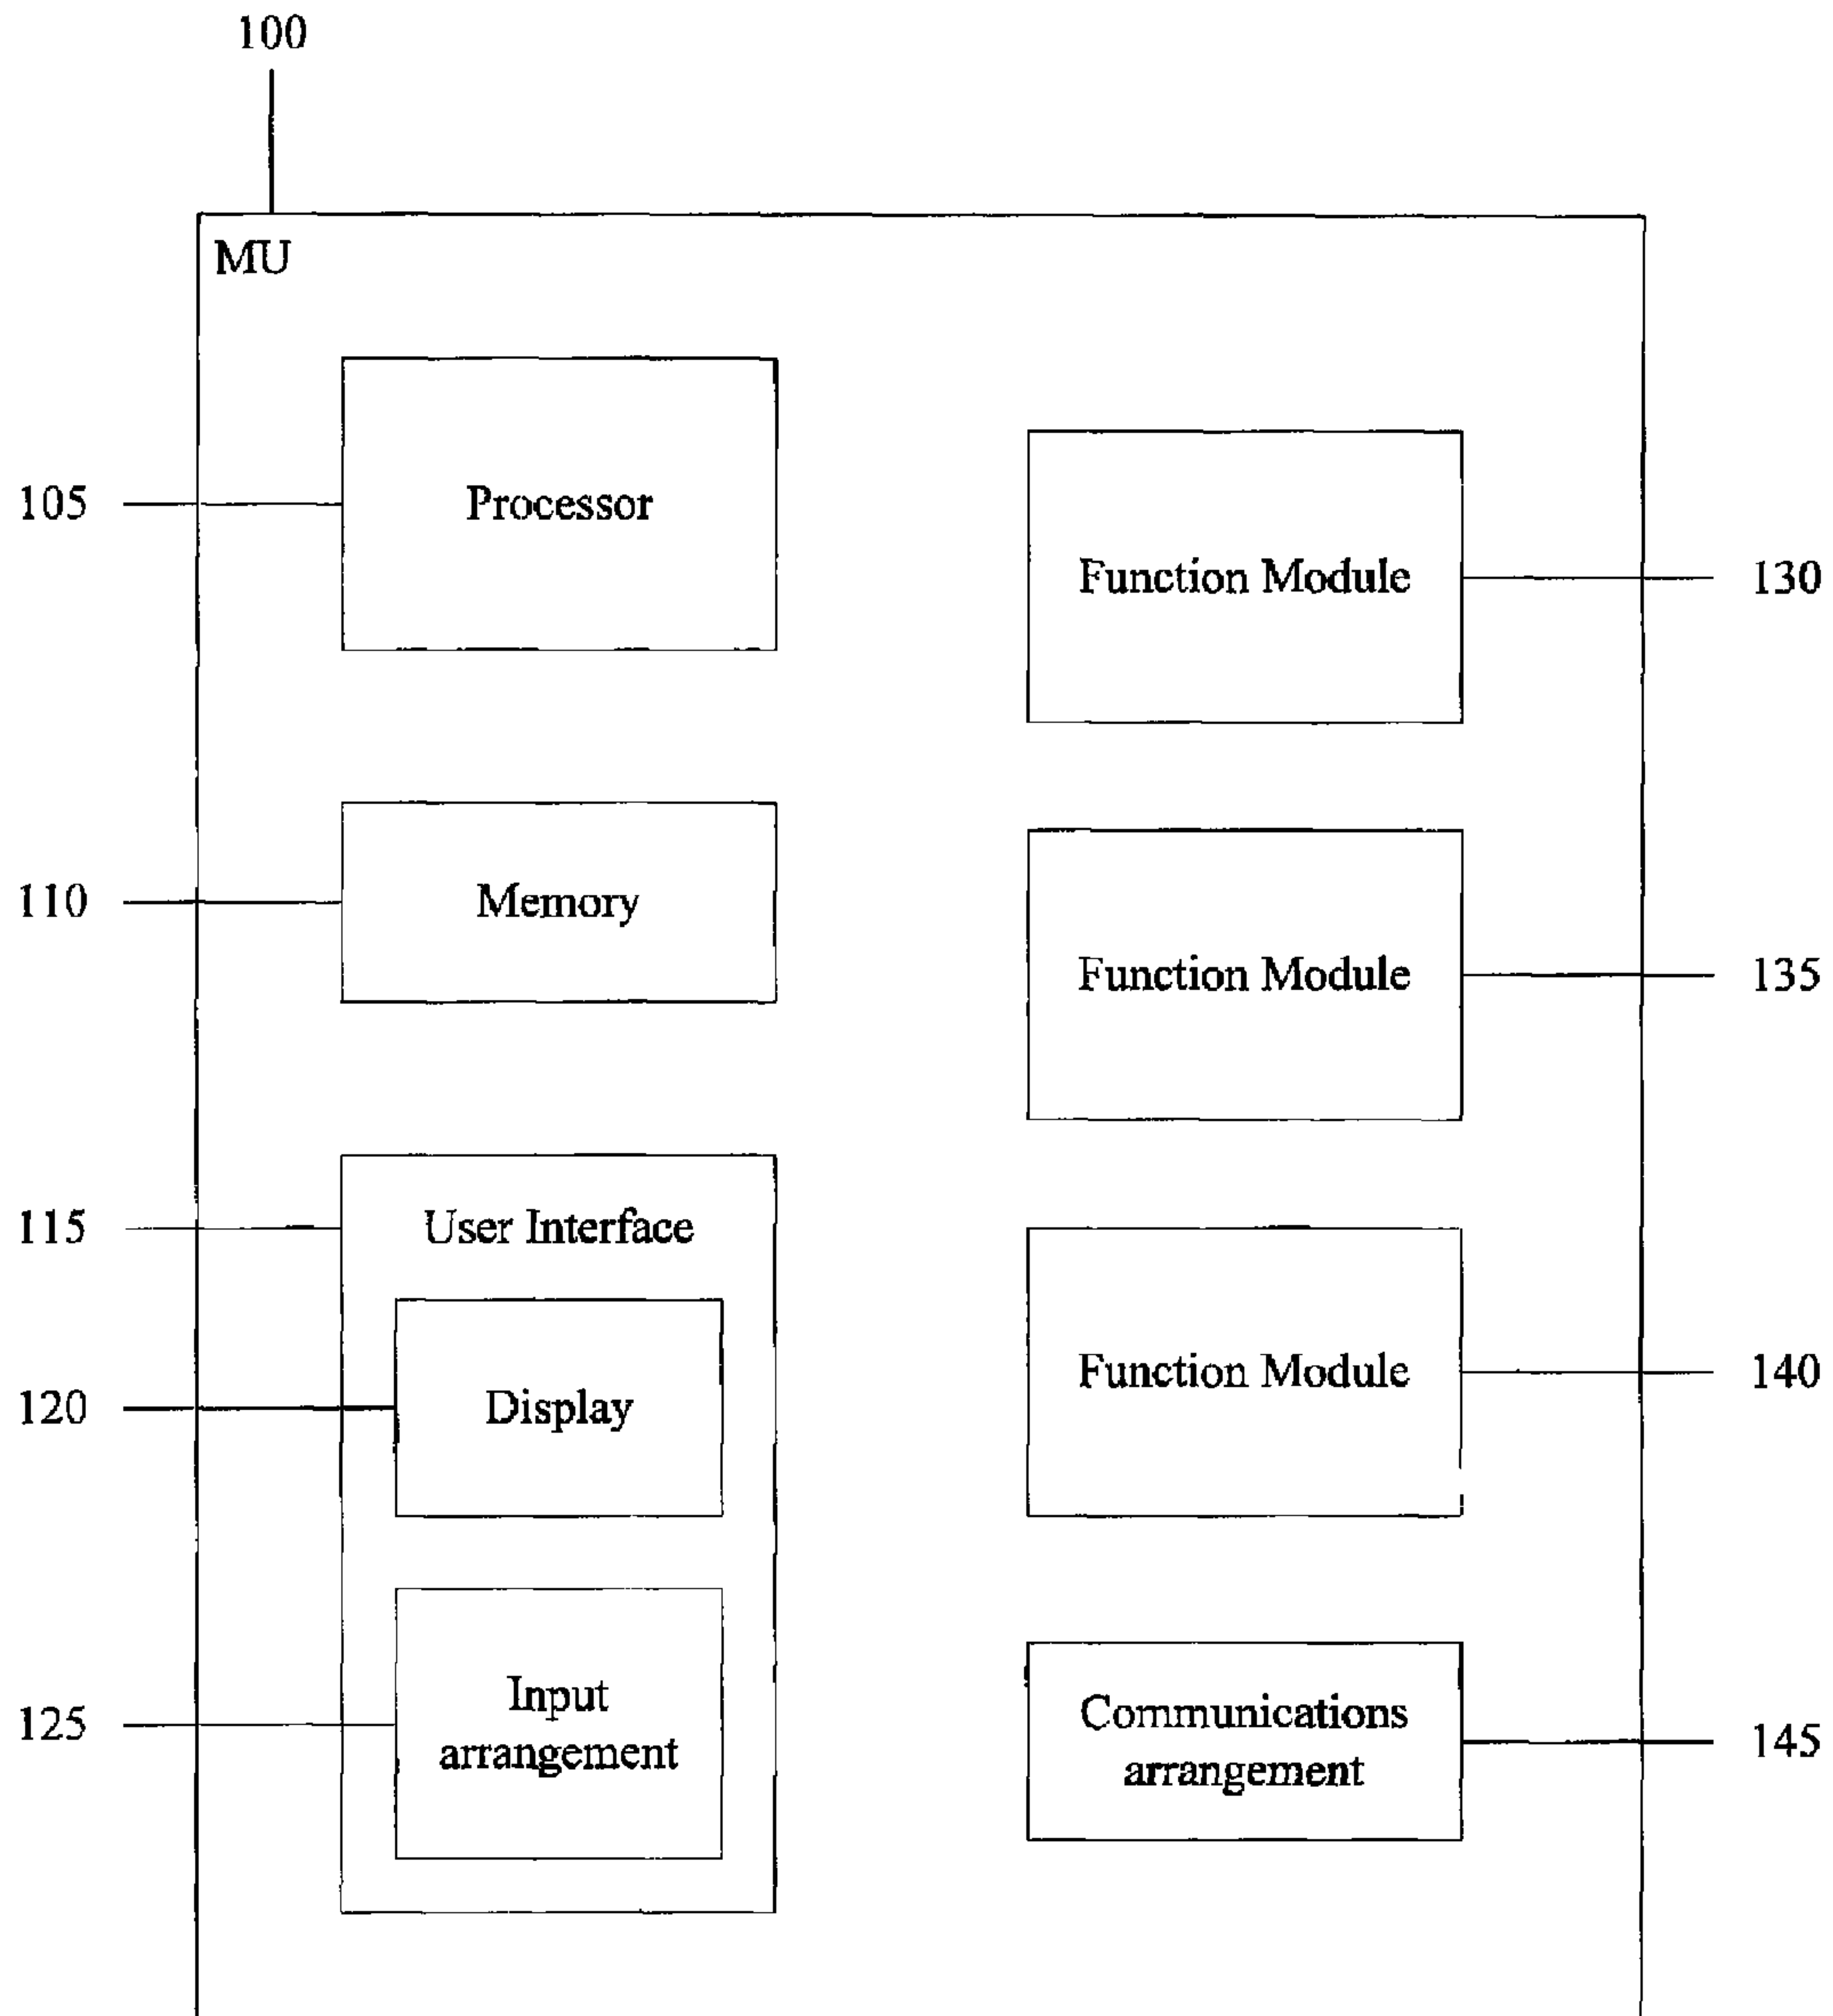 100
MU
105
Processor
Function Module
130
110
Memory
Function Module
135
115
User Interface
Function Module
140
120
Display
125
Input
arrangement
Communications
arrangement
145